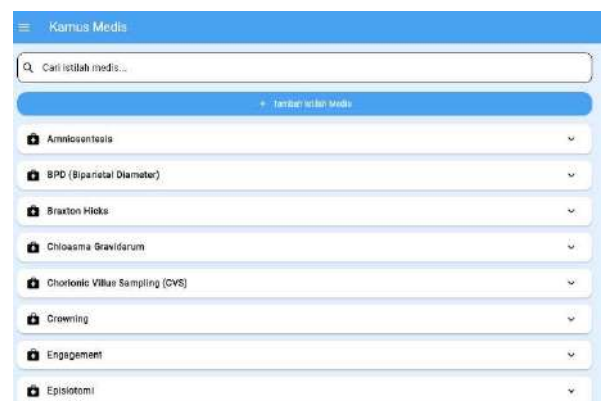 Kamus Medis
Cari istilah medis...
+ Tambah Istilah Medis
Amniosentesis
BPD (Biparietal Diameter)
Braxton Hicks
Chloasma Gravidarum
Chorionic Villus Sampling (CVS)
Crowning
Engagement
Episiotomi